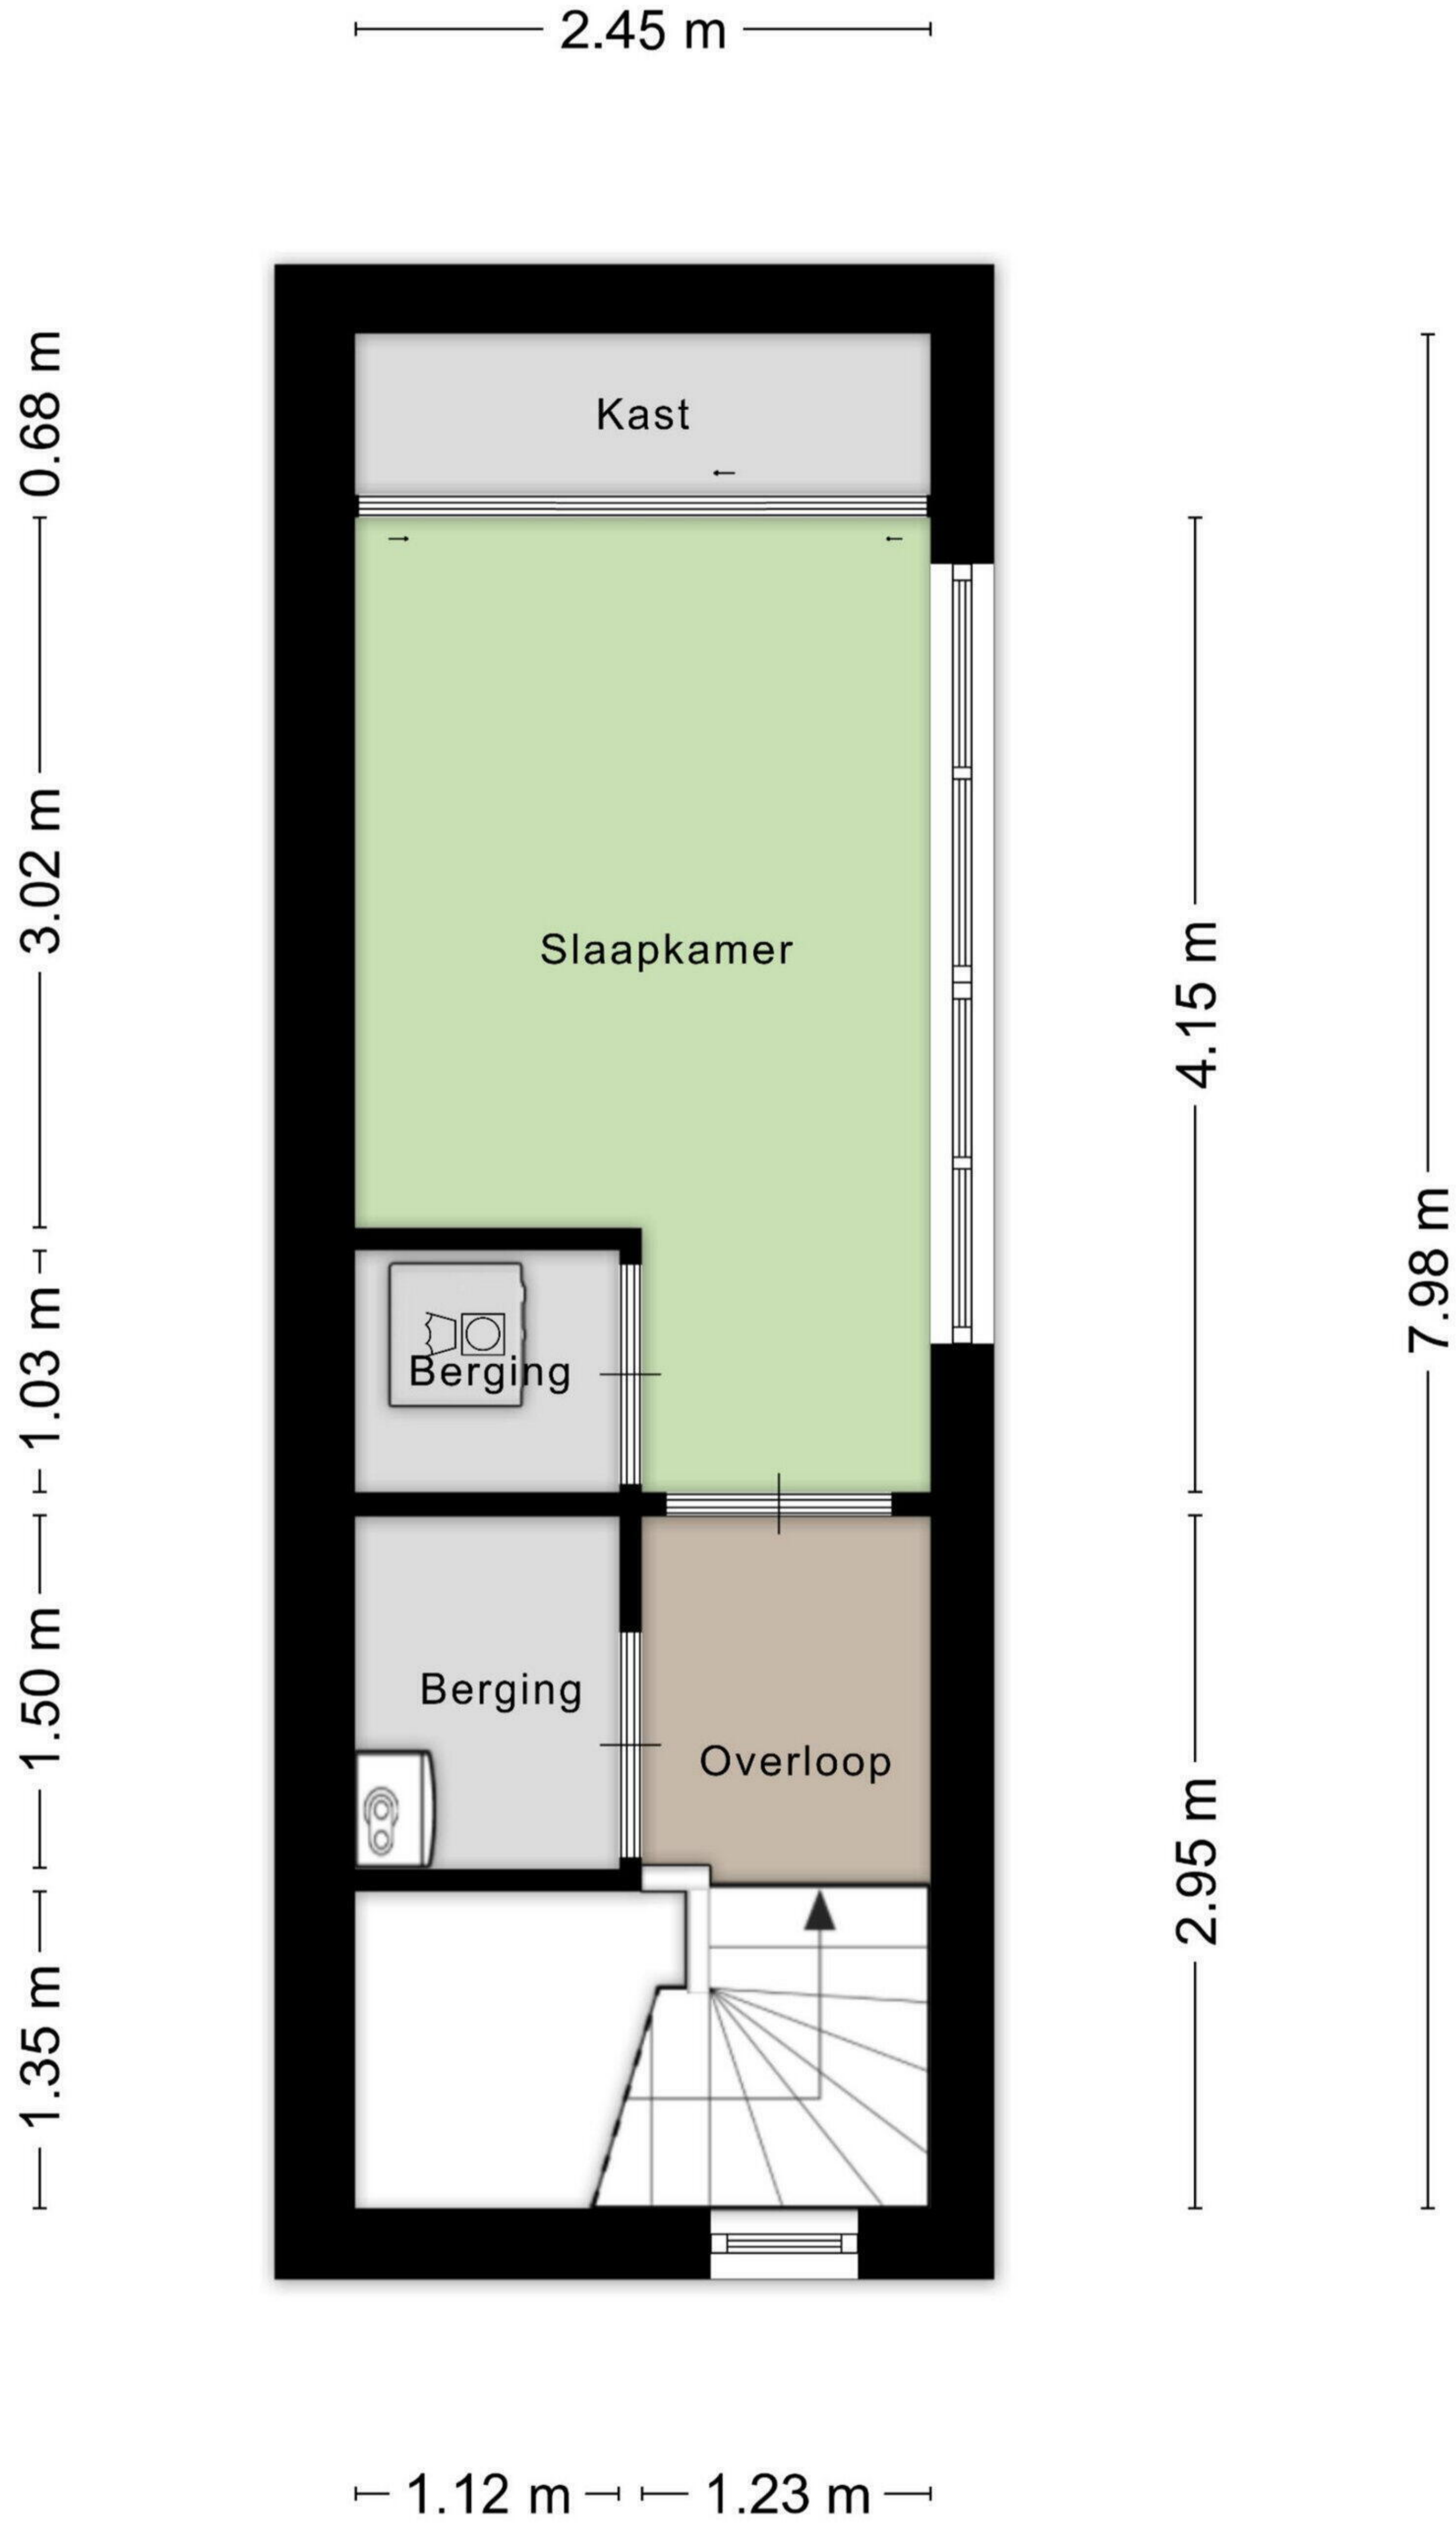 2.45 m
0.68 m
Kast
3.02 m
Slaapkamer
4.15 m
7.98 m
1.03 m
Berging
1.50 m
Berging
Overloop
2.95 m
1.35 m
1.12 m
1.23 m